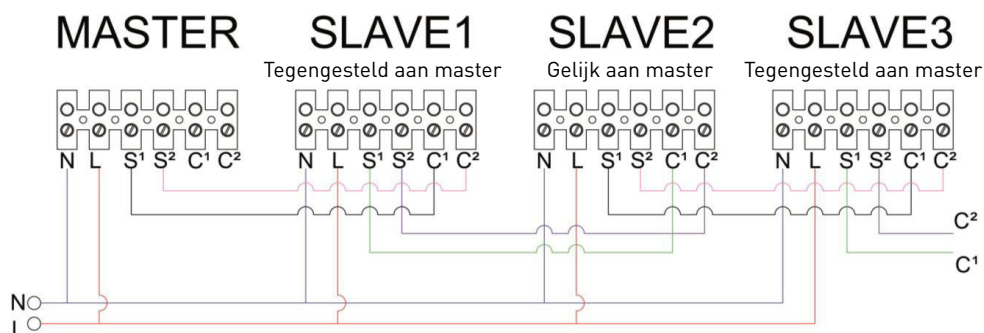 MASTER SLAVE1 SLAVE2 SLAVE3
Tegengesteld aan master Gelijk aan master Tegengesteld aan master
N L S¹ S² C¹ C² N L S¹ S² C¹ C² N L S¹ S² C¹ C² N L S¹ S² C¹ C²
C²
C¹
N
L